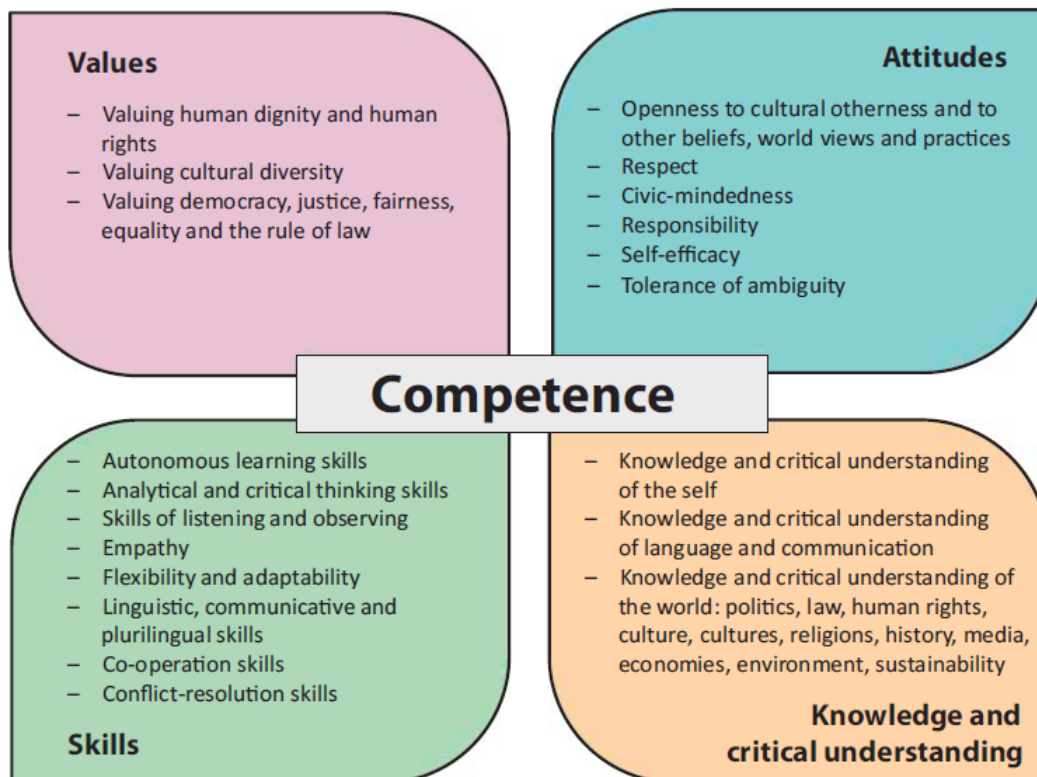 Values
– Valuing human dignity and human
rights
– Valuing cultural diversity
– Valuing democracy, justice, fairness,
equality and the rule of law
Attitudes
– Openness to cultural otherness and to
other beliefs, world views and practices
– Respect
– Civic-mindedness
– Responsibility
– Self-efficacy
– Tolerance of ambiguity
Competence
– Autonomous learning skills
– Analytical and critical thinking skills
– Skills of listening and observing
– Empathy
– Flexibility and adaptability
– Linguistic, communicative and
plurilingual skills
– Co-operation skills
– Conflict-resolution skills
Skills
– Knowledge and critical understanding
of the self
– Knowledge and critical understanding
of language and communication
– Knowledge and critical understanding of
the world: politics, law, human rights,
culture, cultures, religions, history, media,
economies, environment, sustainability
Knowledge and
critical understanding